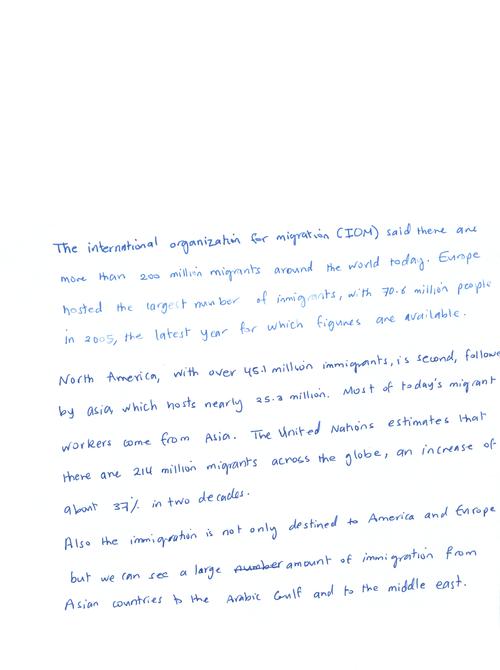 The international organization for migration (IOM) said there are
more than 200 million migrants around the world today. Europe
hosted the largest number of immigrants, with 70.6 million people
in 2005, the latest year for which figures are available.
North America, with over 45.1 million immigrants, is second, followe
by asia, which hosts nearly 25.3 million. Most of today's migrant
workers come from Asia. The United Nations estimates that
there are 214 million migrants across the globe, an increase of
about 37% in two decades.
Also the immigration is not only destined to America and Europe
but we can see a large number amount of immigration from
Asian countries to the Arabic Gulf and to the middle east.